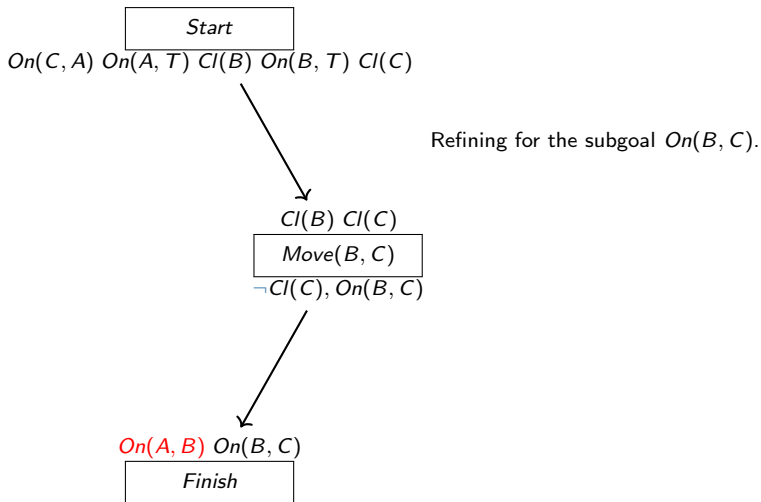 Start
On(C, A) On(A, T) Cl(B) On(B, T) Cl(C)
Refining for the subgoal On(B, C).
Cl(B) Cl(C)
Move(B, C)
¬Cl(C), On(B, C)
On(A, B) On(B, C)
Finish